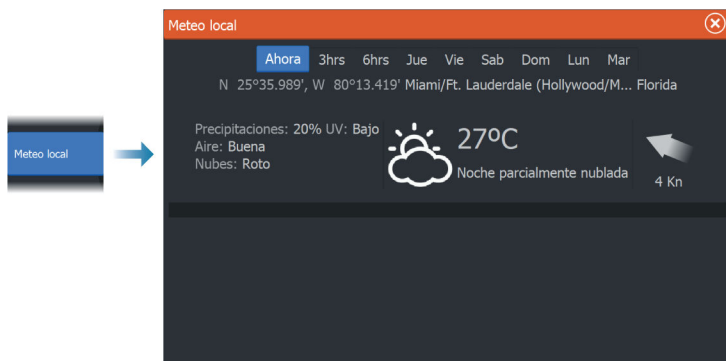 Meteo local
Meteo local
Ahora 3hrs 6hrs Jue Vie Sab Dom Lun Mar
N 25°35.989', W 80°13.419' Miami/Ft. Lauderdale (Hollywood/M... Florida
Precipitaciones: 20% UV: Bajo
Aire: Buena
Nubes: Roto
27ºC
Noche parcialmente nublada
4 Kn